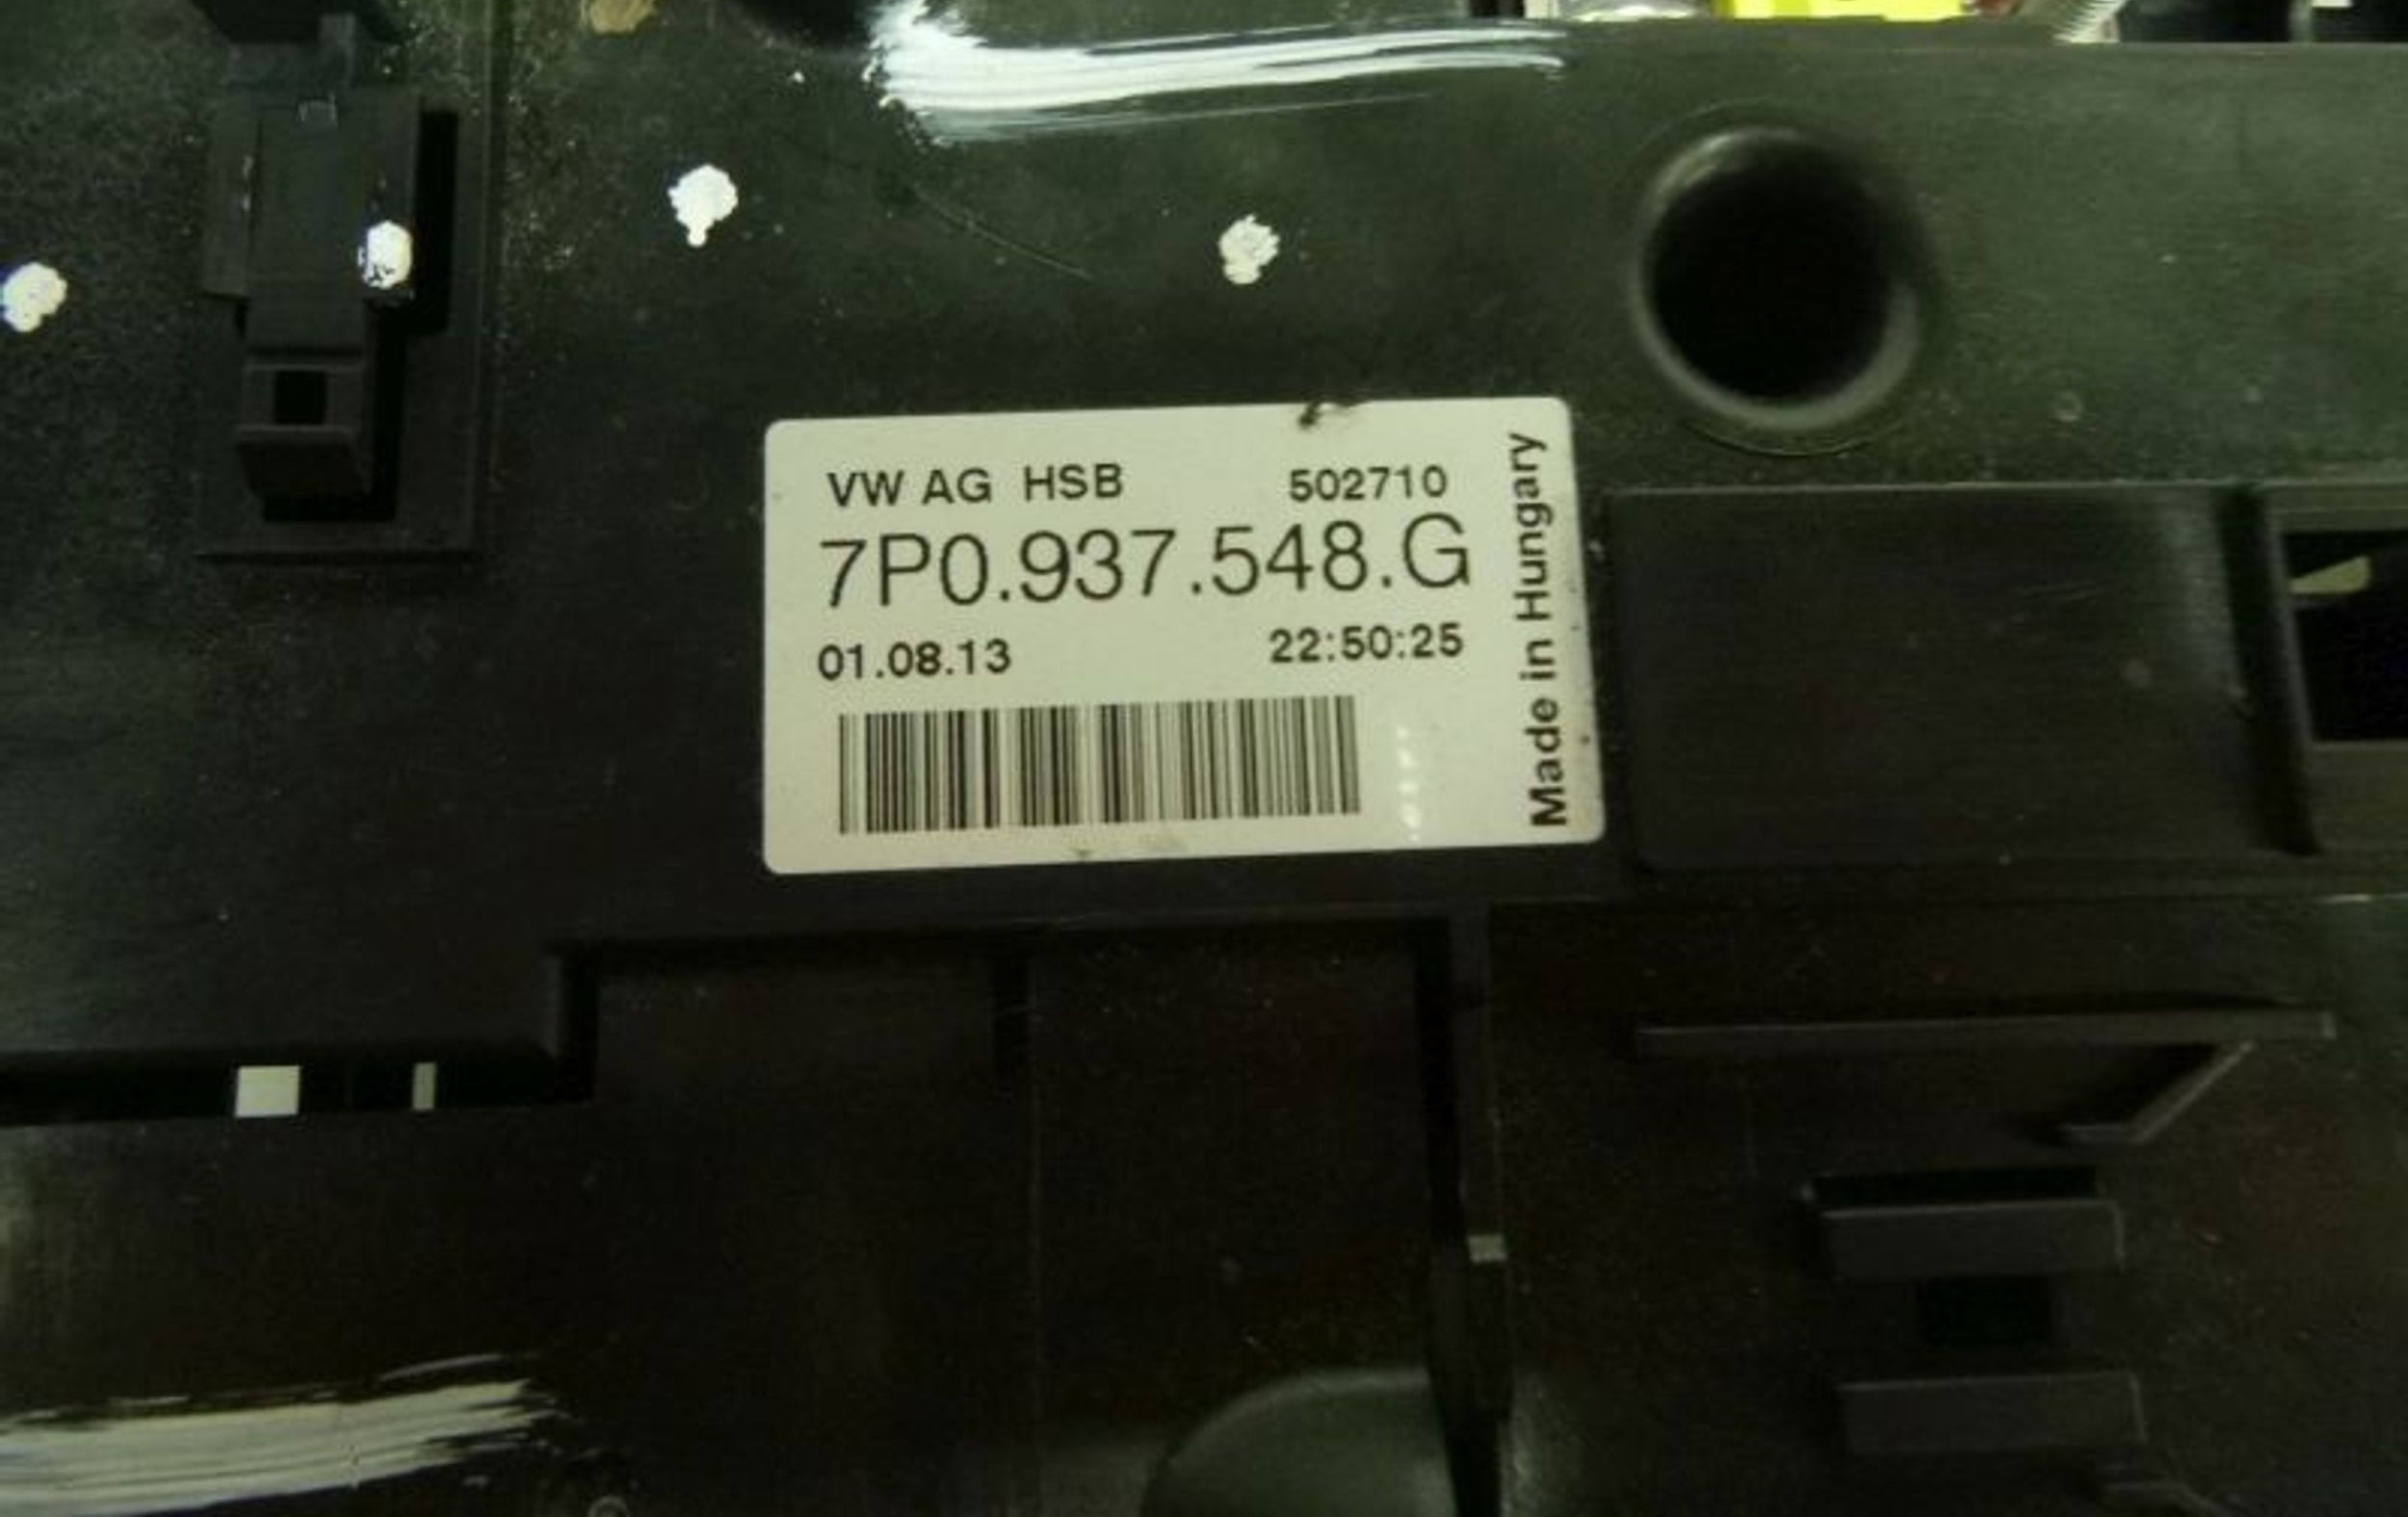 VW AG HSB 502710
7P0.937.548.G
01.08.13 22:50:25
Made in Hungary